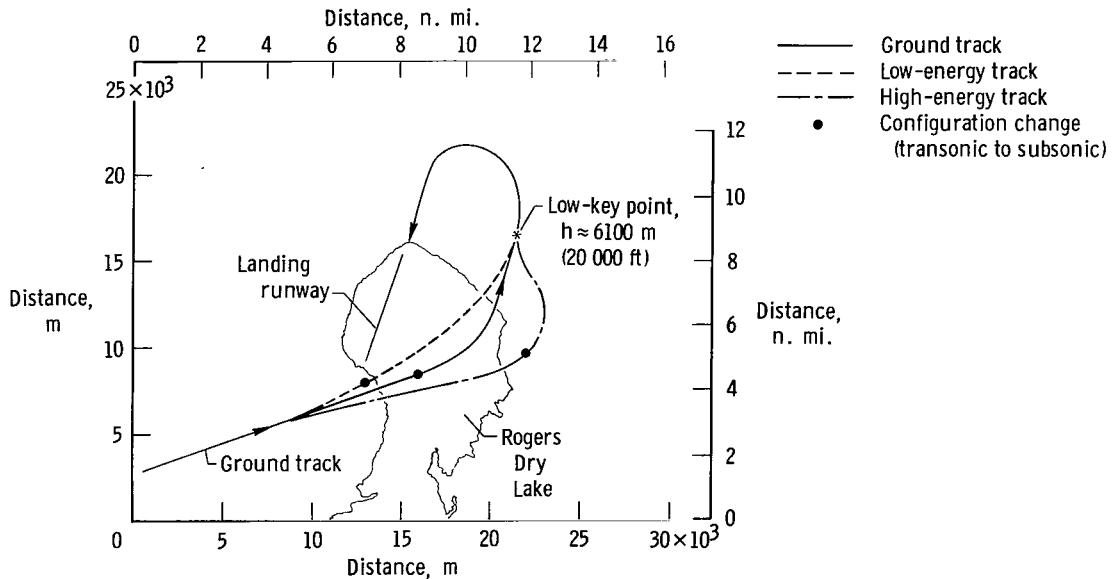 Distance, n. mi.
0 2 4 6 8 10 12 14 16
Ground track
Low-energy track
High-energy track
Configuration change
(transonic to subsonic)
25 × 10³
20
15
10
5
0
Distance,
m
12
10
8
6
4
2
0
Distance,
n. mi.
Low-key point,
h ≈ 6100 m
(20 000 ft)
Landing
runway
Ground track
Rogers
Dry
Lake
5 10 15 20 25 30 × 10³
Distance, m